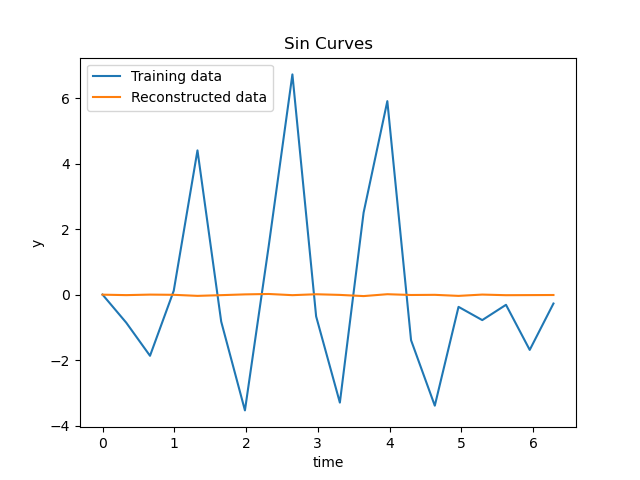 Sin Curves
Training data
Reconstructed data
6
4
2
0
−2
−4
y
0 1 2 3 4 5 6
time